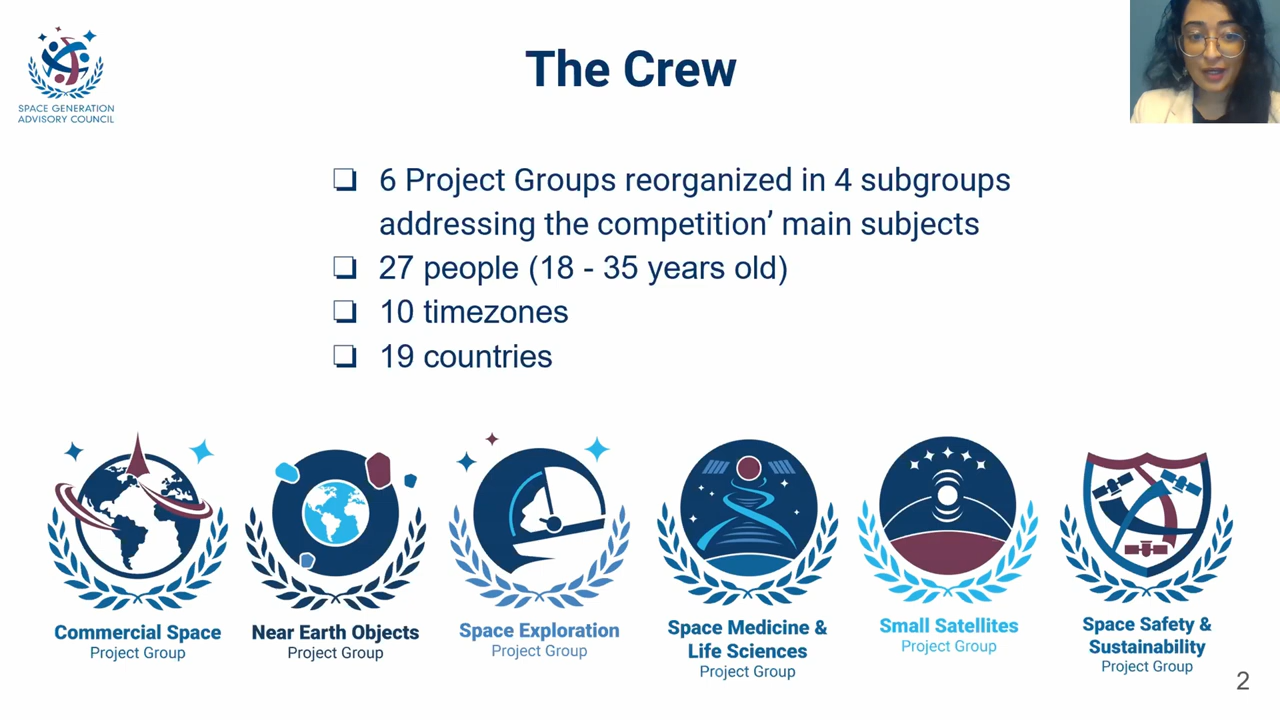 SPACE GENERATION
ADVISORY COUNCIL
The Crew
❏ 6 Project Groups reorganized in 4 subgroups
addressing the competition’ main subjects
❏ 27 people (18 - 35 years old)
❏ 10 timezones
❏ 19 countries
Commercial Space
Project Group
Near Earth Objects
Project Group
Space Exploration
Project Group
Space Medicine &
Life Sciences
Project Group
Small Satellites
Project Group
Space Safety &
Sustainability
Project Group
2